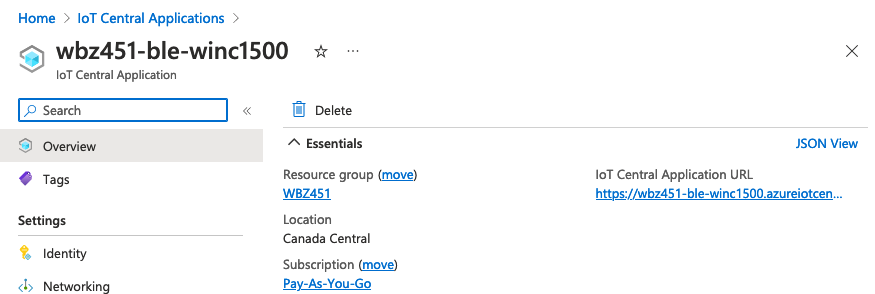 Home > IoT Central Applications >
wbz451-ble-winc1500
IoT Central Application
Search
Overview
Tags
Settings
Identity
Networking
Delete
Essentials
JSON View
Resource group (move)
WBZ451
Location
Canada Central
Subscription (move)
Pay-As-You-Go
IoT Central Application URL
https://wbz451-ble-winc1500.azureiotcen...